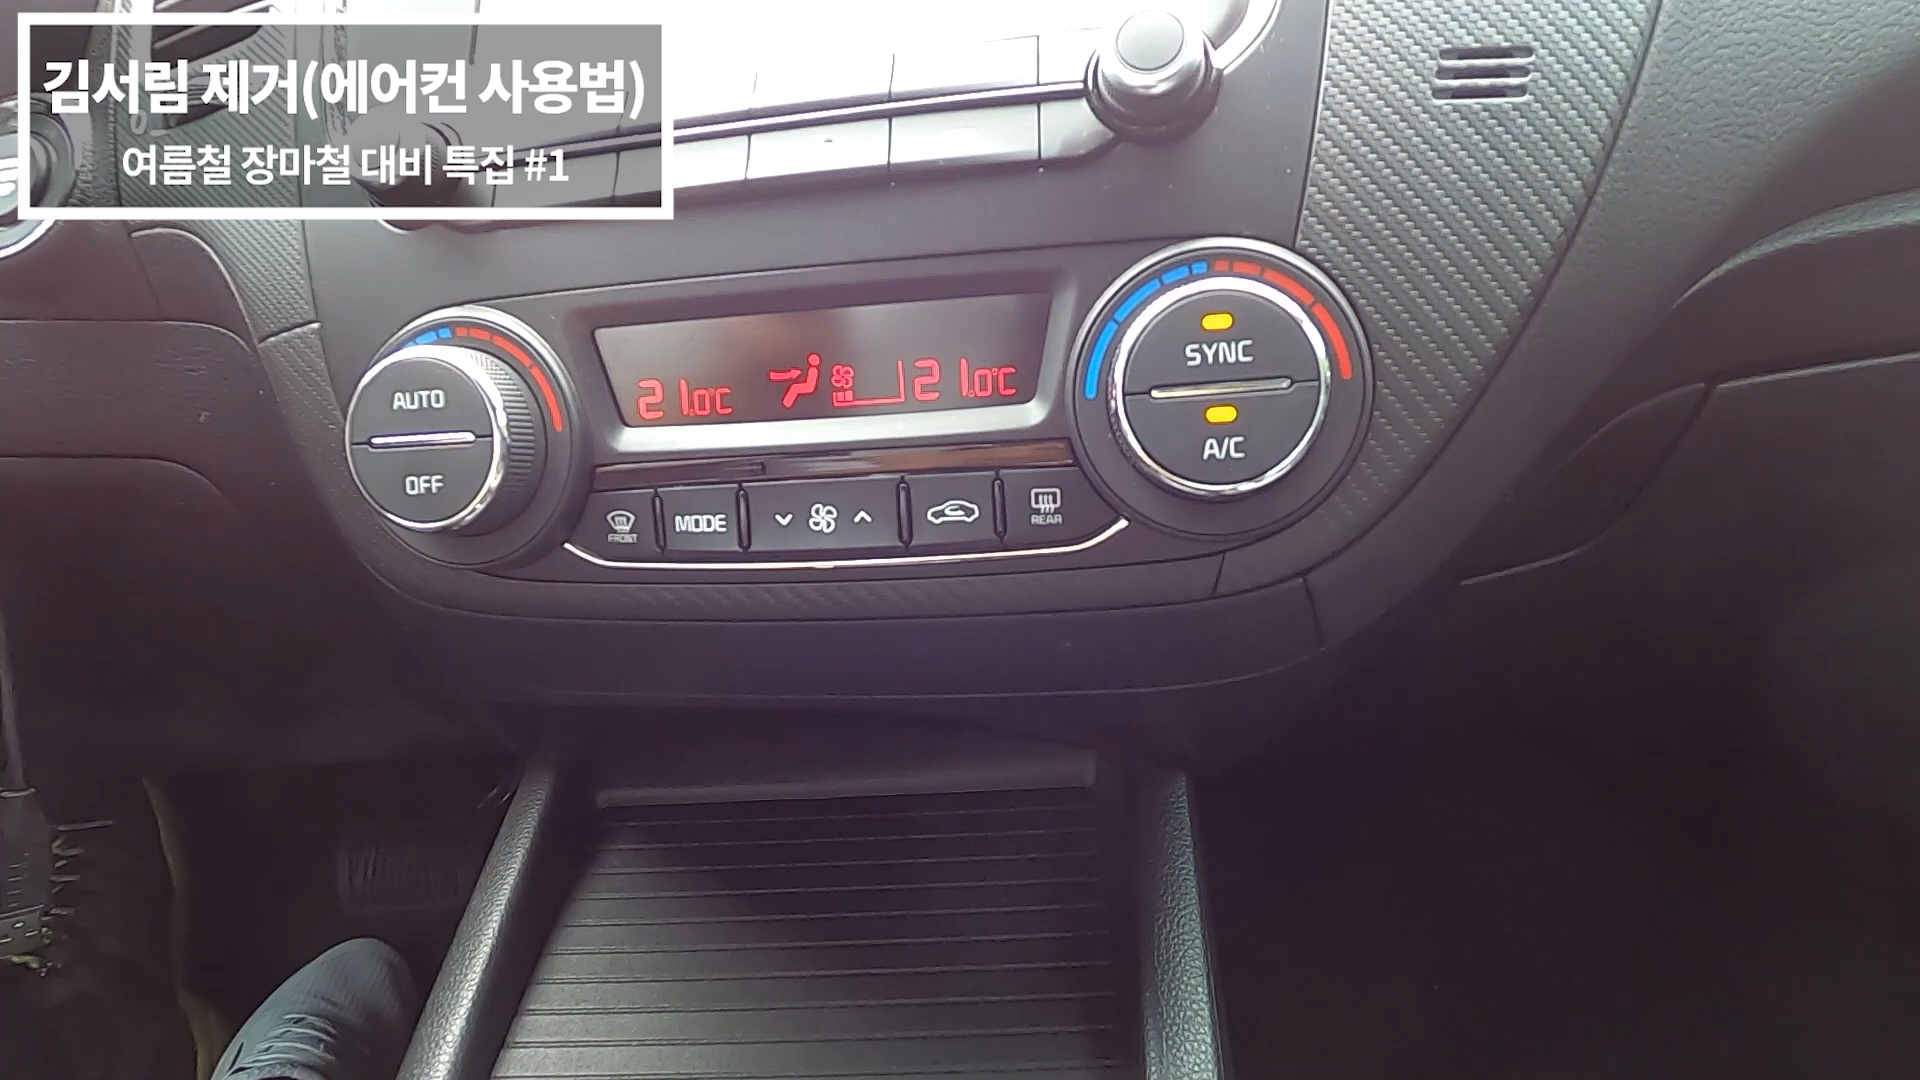 김서림 제거(에어컨 사용법)
여름철 장마철 대비 특집 #1
AUTO
OFF
21.0°C
21.0°C
SYNC
A/C
FRONT
MODE
REAR